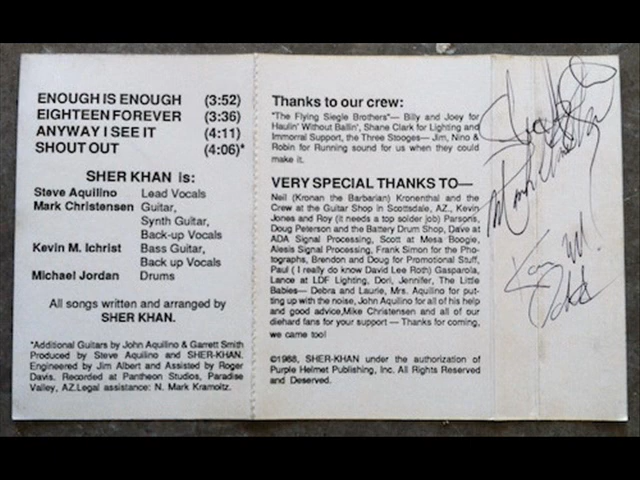 ENOUGH IS ENOUGH (3:52)
EIGHTEEN FOREVER (3:36)
ANYWAY I SEE IT (4:11)
SHOUT OUT (4:06)*
SHER KHAN is:
Steve Aquilino Lead Vocals
Mark Christensen Guitar,
Synth Guitar,
Back-up Vocals
Kevin M. Ichrist Bass Guitar,
Back up Vocals
Michael Jordan Drums
All songs written and arranged by
SHER KHAN.
*Additional Guitars by John Aquilino & Garrett Smith
Produced by Steve Aquilino and SHER-KHAN.
Engineered by Jim Albert and Assisted by Roger
Davis. Recorded at Pantheon Studios, Paradise
Valley, AZ.Legal assistance: N. Mark Kramoltz.
Thanks to our crew:
"The Flying Siegle Brothers"— Billy and Joey for
Haulin' Without Ballin', Shane Clark for Lighting and
Immorral Support, the Three Stooges— Jim, Nino &
Robin for Running sound for us when they could
make it.
VERY SPECIAL THANKS TO—
Neil (Kronan the Barbarian) Kronenthal and the
Crew at the Guitar Shop in Scottsdale, AZ., Kevin
Jones and Roy (it needs a top solder job) Parsons,
Doug Peterson and the Battery Drum Shop, Dave at
ADA Signal Processing, Scott at Mesa Boogie,
Alesis Signal Processing, Frank Simon for the Pho-
tographs, Brendon and Doug for Promotional Stuff,
Paul ( I really do know David Lee Roth) Gasparola,
Lance at LDF Lighting, Dori, Jennifer, The Little
Babies— Debra and Laurie, Mrs. Aquilino for put-
ting up with the noise, John Aquilino for all of his help
and good advice,Mike Christensen and all of our
diehard fans for your support — Thanks for coming,
we came too!
©1988, SHER-KHAN under the authorization of
Purple Helmet Publishing, Inc. All Rights Reserved
and Deserved.